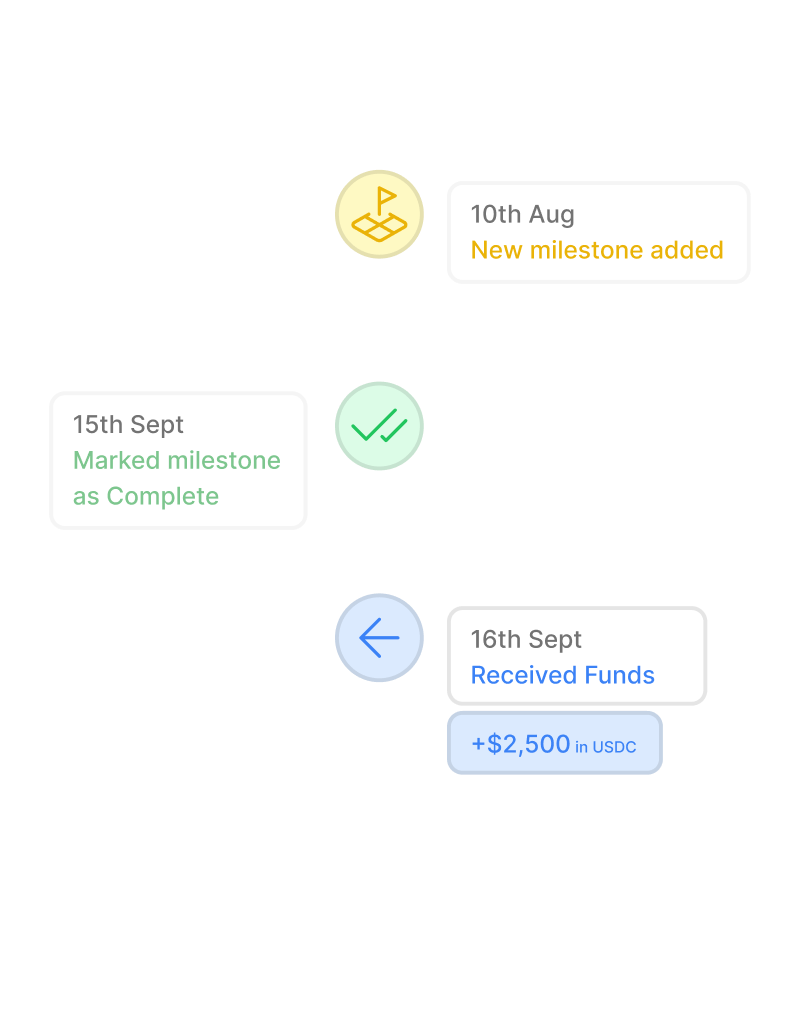 10th Aug
New milestone added
15th Sept
Marked milestone
as Complete
16th Sept
Received Funds
+$2,500 in USDC